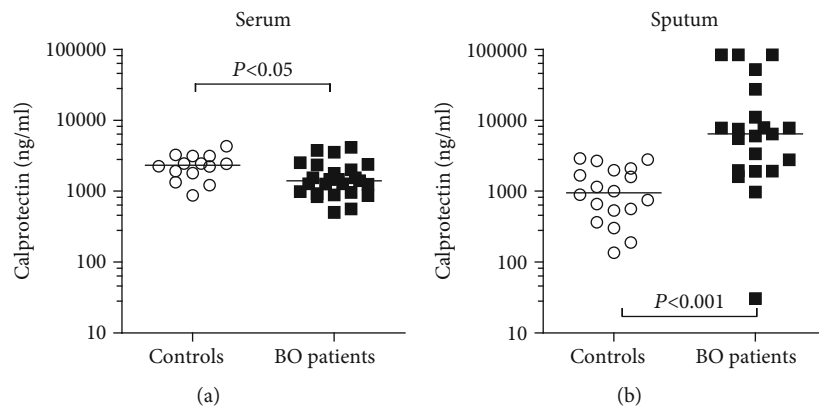 Serum
Calprotectin (ng/ml)
100000
10000
1000
100
10
P<0.05
Controls
BO patients
(a)
Sputum
Calprotectin (ng/ml)
100000
10000
1000
100
10
P<0.001
Controls
BO patients
(b)